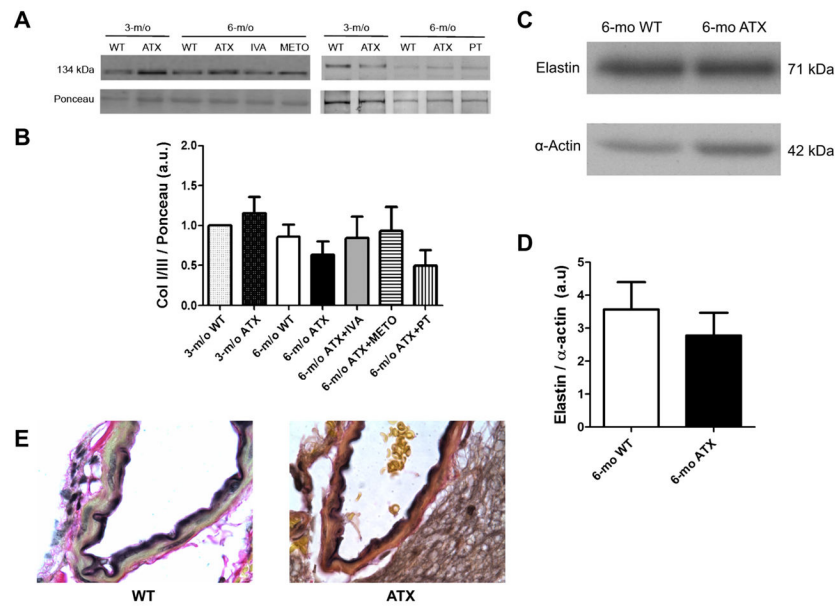 A
3-m/o 6-m/o 3-m/o 6-m/o
WT ATX WT ATX IVA METO WT ATX WT ATX PT
134 kDa
Ponceau
B
Col I/III / Ponceau (a.u.)
2.0
1.5
1.0
0.5
0.0
3-m/o WT
3-m/o ATX
6-m/o WT
6-m/o ATX
6-m/o ATX+IVA
6-m/o ATX+METO
6-m/o ATX+PT
C
6-mo WT 6-mo ATX
Elastin 71 kDa
α-Actin 42 kDa
D
Elastin / α-actin (a.u)
5
4
3
2
1
0
6-mo WT
6-mo ATX
E
WT ATX